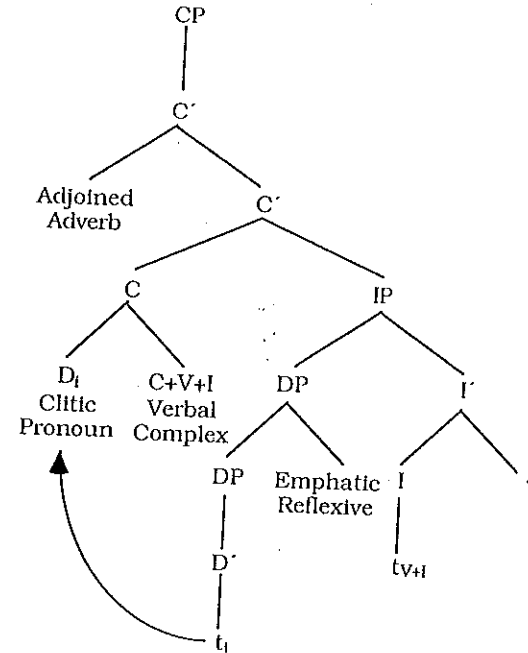 CP
C´
Adjoined
Adverb
C´
C
IP
Dᵢ
Clitic
Pronoun
C+V+I
Verbal
Complex
DP
I´
DP
Emphatic
Reflexive
I
D´
tV+I
tᵢ